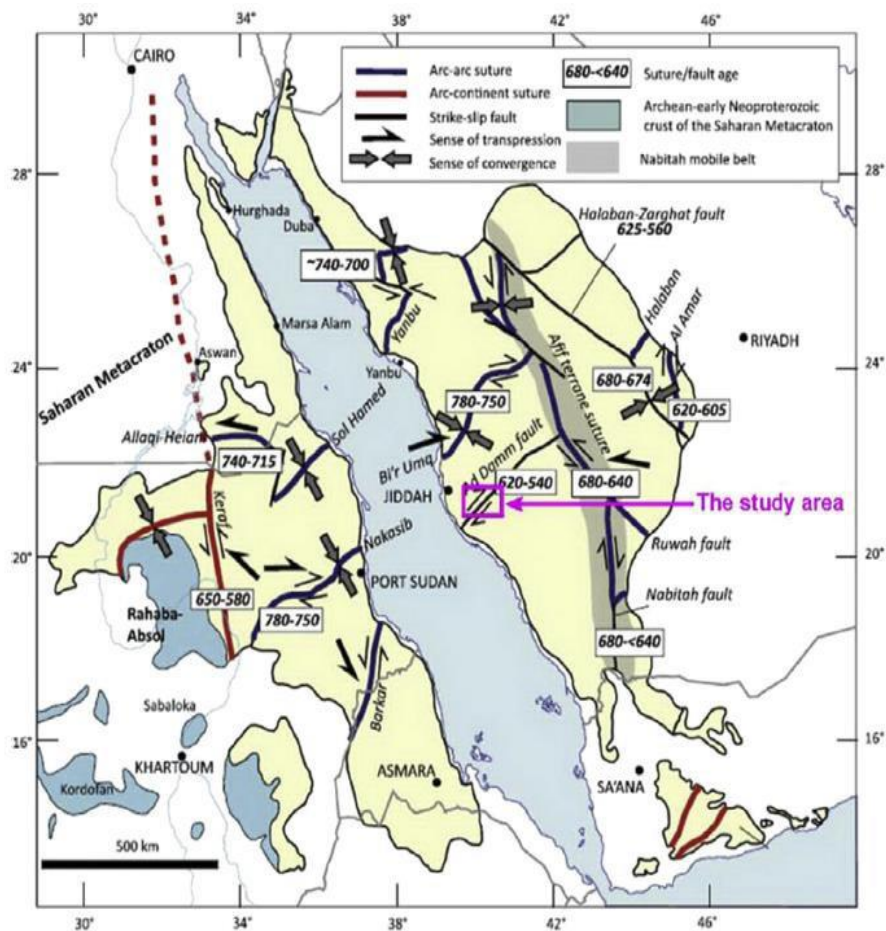 30°
34°
38°
42°
46°
CAIRO
Arc-arc suture
Arc-continent suture
Strike-slip fault
Sense of transpression
Sense of convergence
680-<640
Suture/fault age
Archean-early Neoproterozoic
crust of the Saharan Metacraton
Nabitah mobile belt
28°
28°
Hurghada
Duba
Halaban-Zarghat fault
625-560
~740-700
Yanbu
Halaban
Al Amar
RIYADH
Marsa Alam
Saharan Metacraton
Aswan
24°
24°
Yanbu
Afif terrane suture
680-674
620-605
780-750
Sol Hamed
Allaqi-Heian
740-715
Bi'r Umq
Ad Damm fault
JIDDAH
620-540
680-640
The study area
Keraf
Nakasib
Ruwah fault
20°
20°
PORT SUDAN
650-580
780-750
Rahaba-
Absol
Nabitah fault
680-<640
Barkar
Sabaloka
16°
16°
KHARTOUM
ASMARA
SA'ANA
Kordofan
500 km
30°
34°
38°
42°
46°